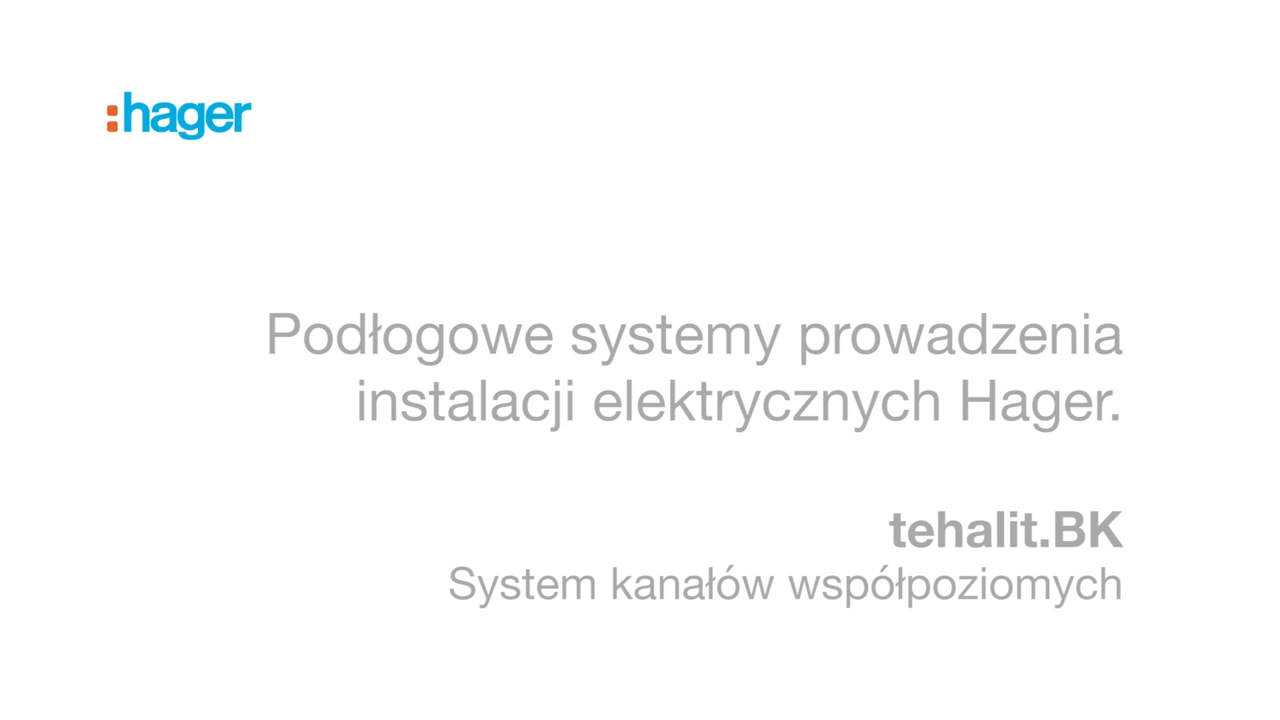 :hager
Podłogowe systemy prowadzenia
instalacji elektrycznych Hager.
tehalit.BK
System kanałów współpoziomych